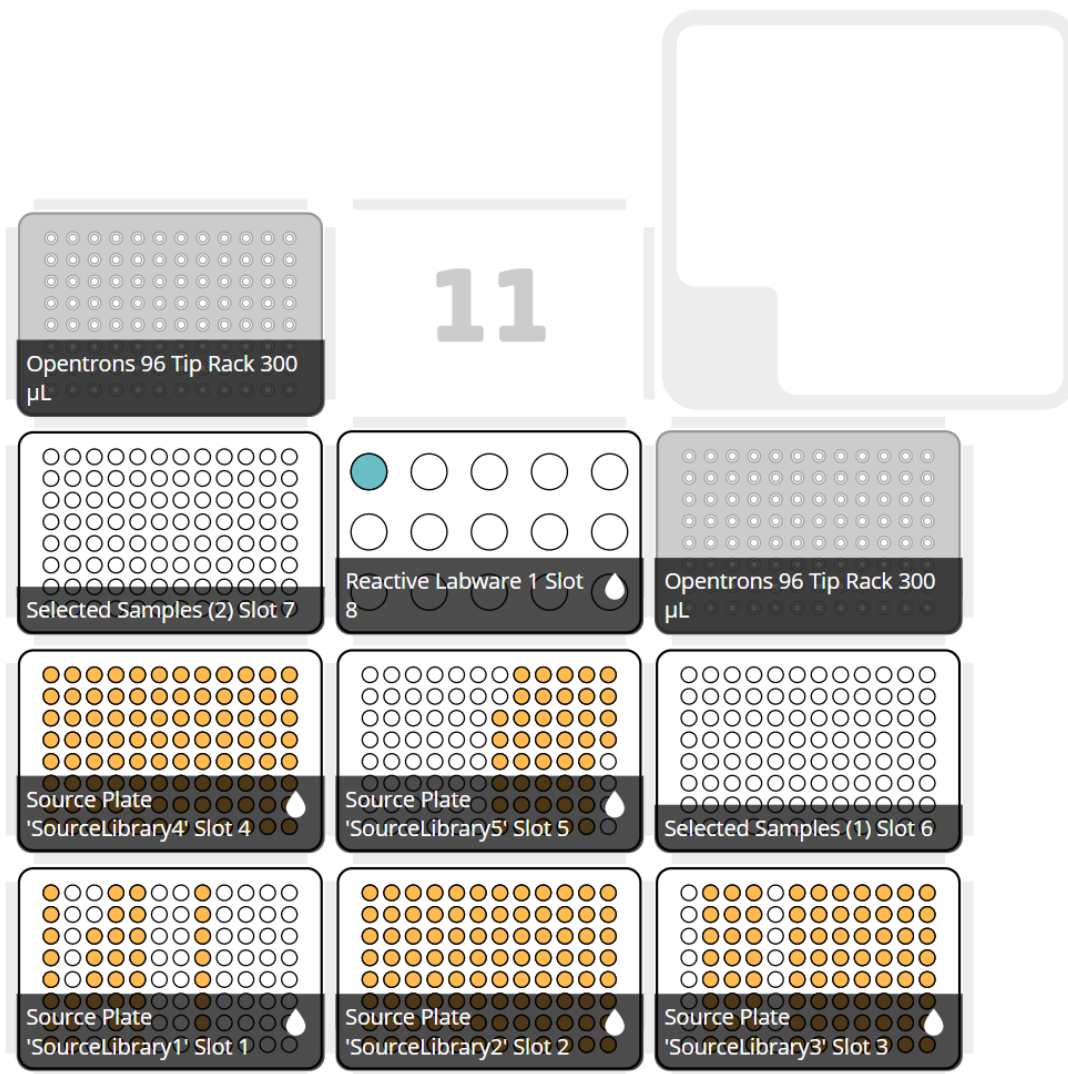 11
Opentrons 96 Tip Rack 300
µL
Selected Samples (2) Slot 7
Reactive Labware 1 Slot
8
Opentrons 96 Tip Rack 300
µL
Source Plate
'SourceLibrary4' Slot 4
Source Plate
'SourceLibrary5' Slot 5
Selected Samples (1) Slot 6
Source Plate
'SourceLibrary1' Slot 1
Source Plate
'SourceLibrary2' Slot 2
Source Plate
'SourceLibrary3' Slot 3